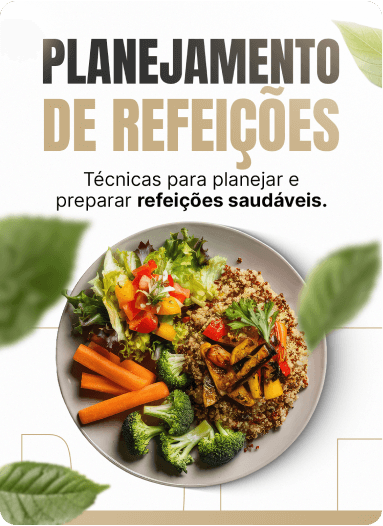 PLANEJAMENTO
DE REFEIÇÕES
Técnicas para planejar e
preparar refeições saudáveis.